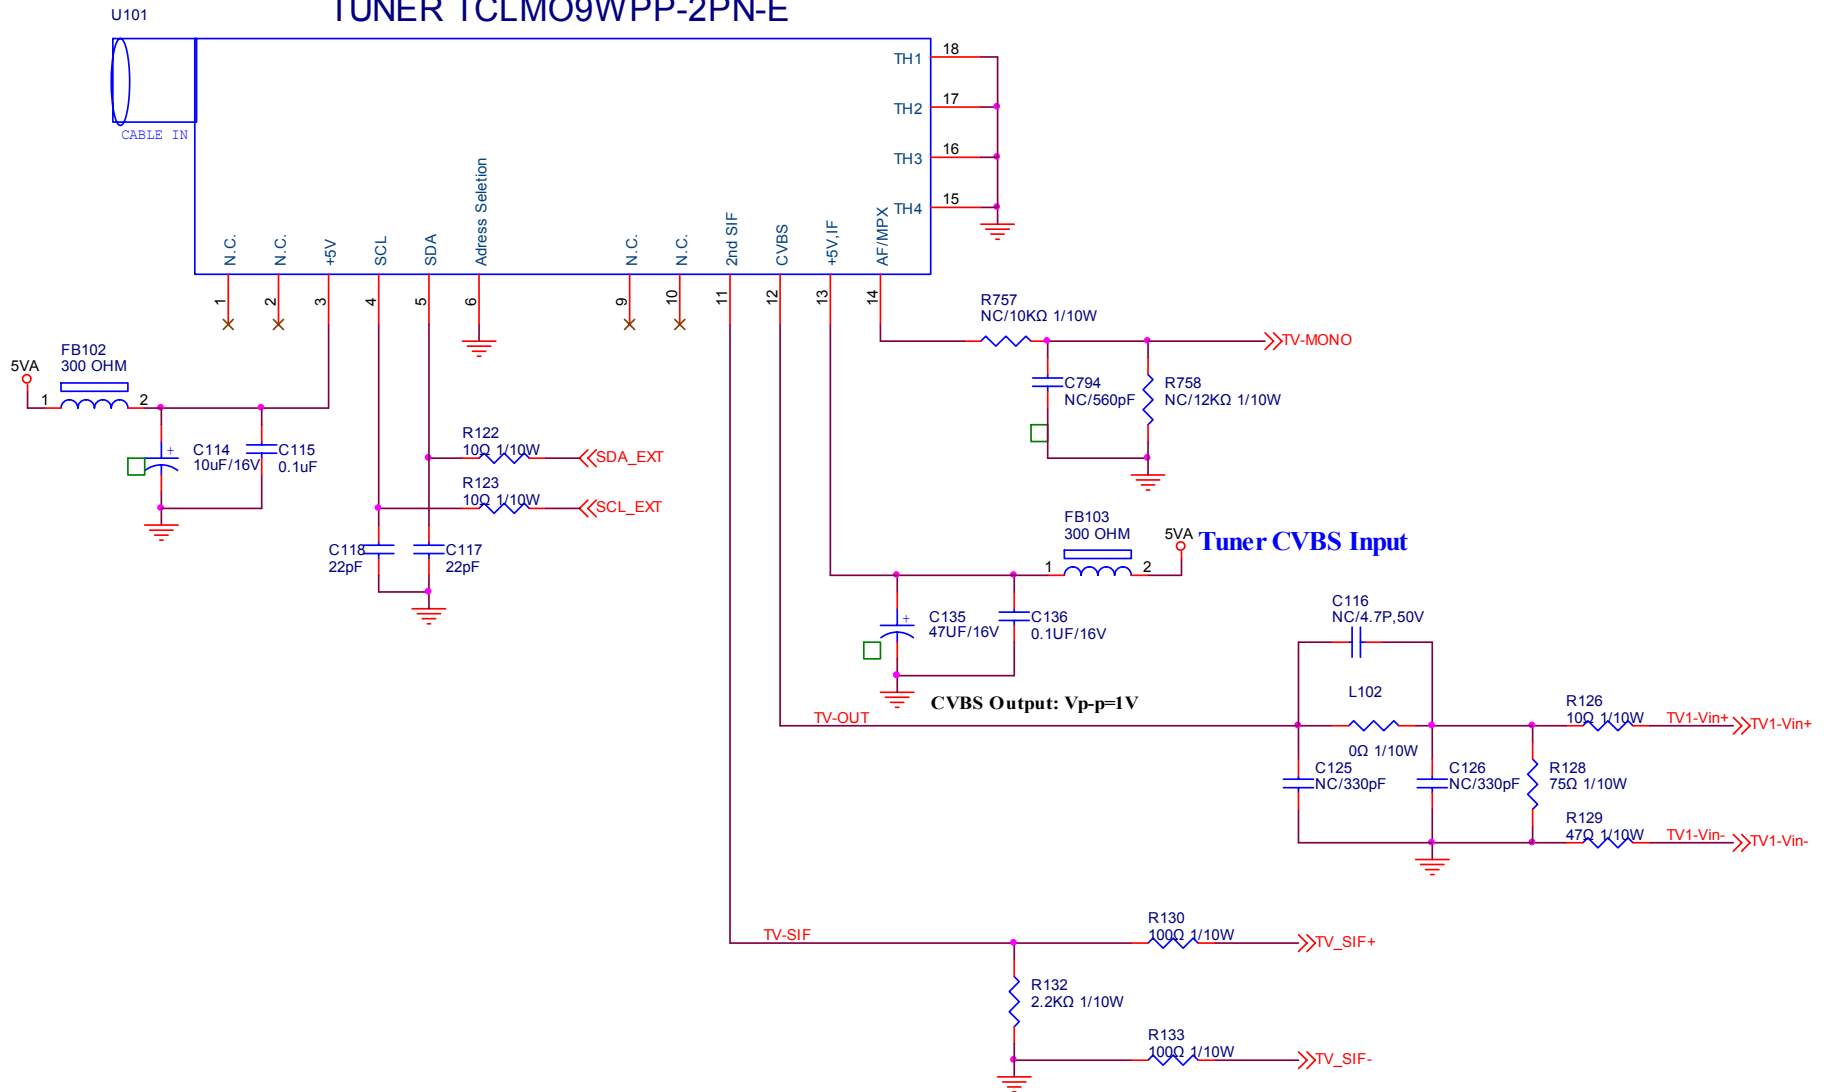 TUNER TCLMO9WPP-2PN-E
U101
CABLE IN
TH1
18
TH2
17
TH3
16
TH4
15
N.C.
N.C.
+5V
SCL
SDA
Adress Seletion
N.C.
N.C.
2nd SIF
CVBS
+5V,IF
AF/MPX
1
2
3
4
5
6
9
10
11
12
13
14
R757
NC/10KΩ 1/10W
TV-MONO
C794
NC/560pF
R758
NC/12KΩ 1/10W
5VA
FB102
300 OHM
1
2
C114
10uF/16V
+
C115
0.1uF
R122
10Ω 1/10W
SDA_EXT
R123
10Ω 1/10W
SCL_EXT
C118
22pF
C117
22pF
FB103
300 OHM
1
2
5VA
Tuner CVBS Input
C135
47UF/16V
+
C136
0.1UF/16V
CVBS Output: Vp-p=1V
TV-OUT
C116
NC/4.7P,50V
L102
0Ω 1/10W
C125
NC/330pF
C126
NC/330pF
R126
10Ω 1/10W
TV1-Vin+
TV1-Vin+
R128
75Ω 1/10W
R129
47Ω 1/10W
TV1-Vin-
TV1-Vin-
TV-SIF
R130
100Ω 1/10W
TV_SIF+
R132
2.2KΩ 1/10W
R133
100Ω 1/10W
TV_SIF-